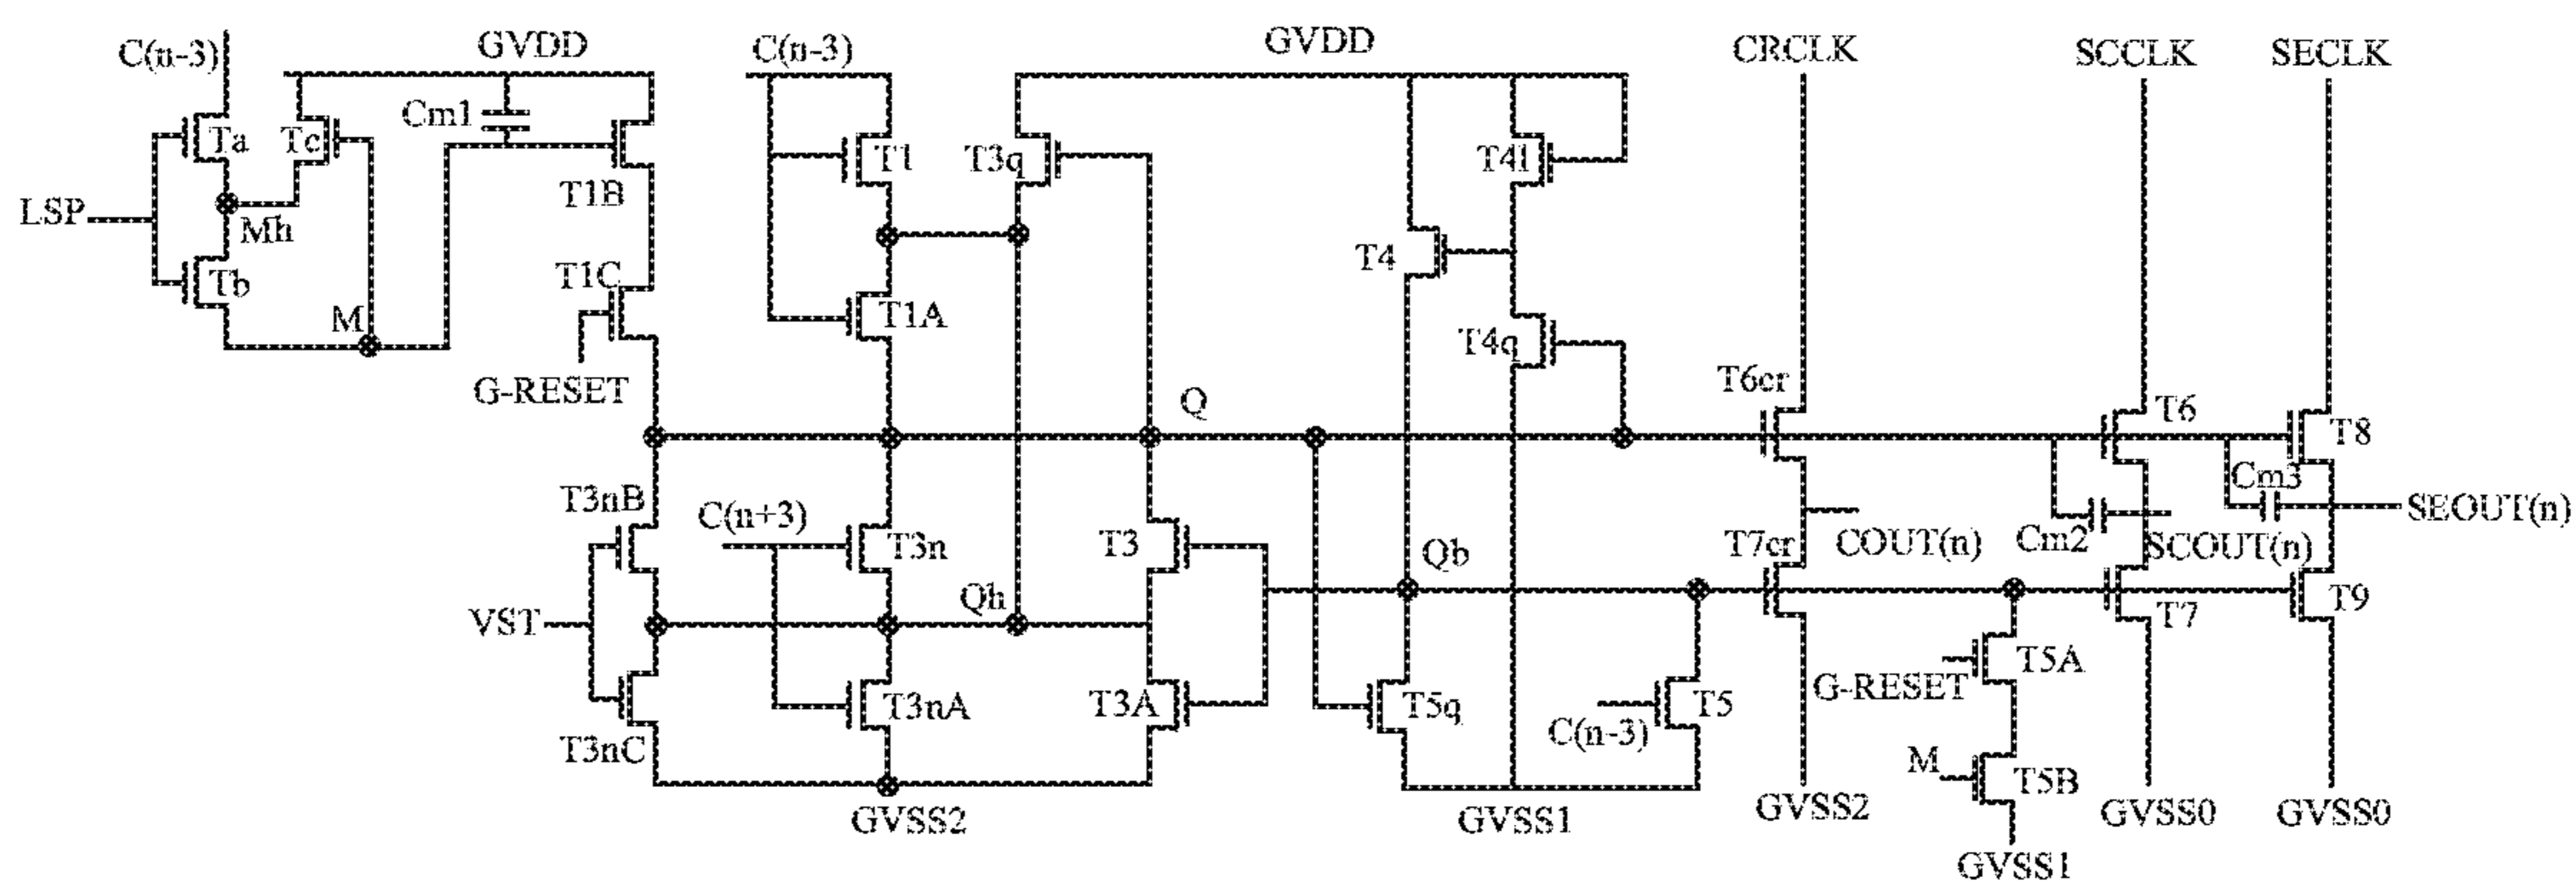 C(n-3) GVDD C(n-3) GVDD CRCLK SCCLK SECLK
Cm1
Ta Tc T1 T3q T4l
T1B
LSP Mh
Tb T1C T4
M T1A T4q
G-RESET T6cr
Q T6 T8
T3nB Cm3
C(n+3) T3n T3 Qb T7cr COUT(n) Cm2 SCOUT(n) SEOUT(n)
Qh T7 T9
VST
T3nC T3nA T3A T5q C(n-3) T5 G-RESET T5A
M T5B
GVSS2 GVSS1 GVSS2 GVSS0 GVSS0
GVSS1